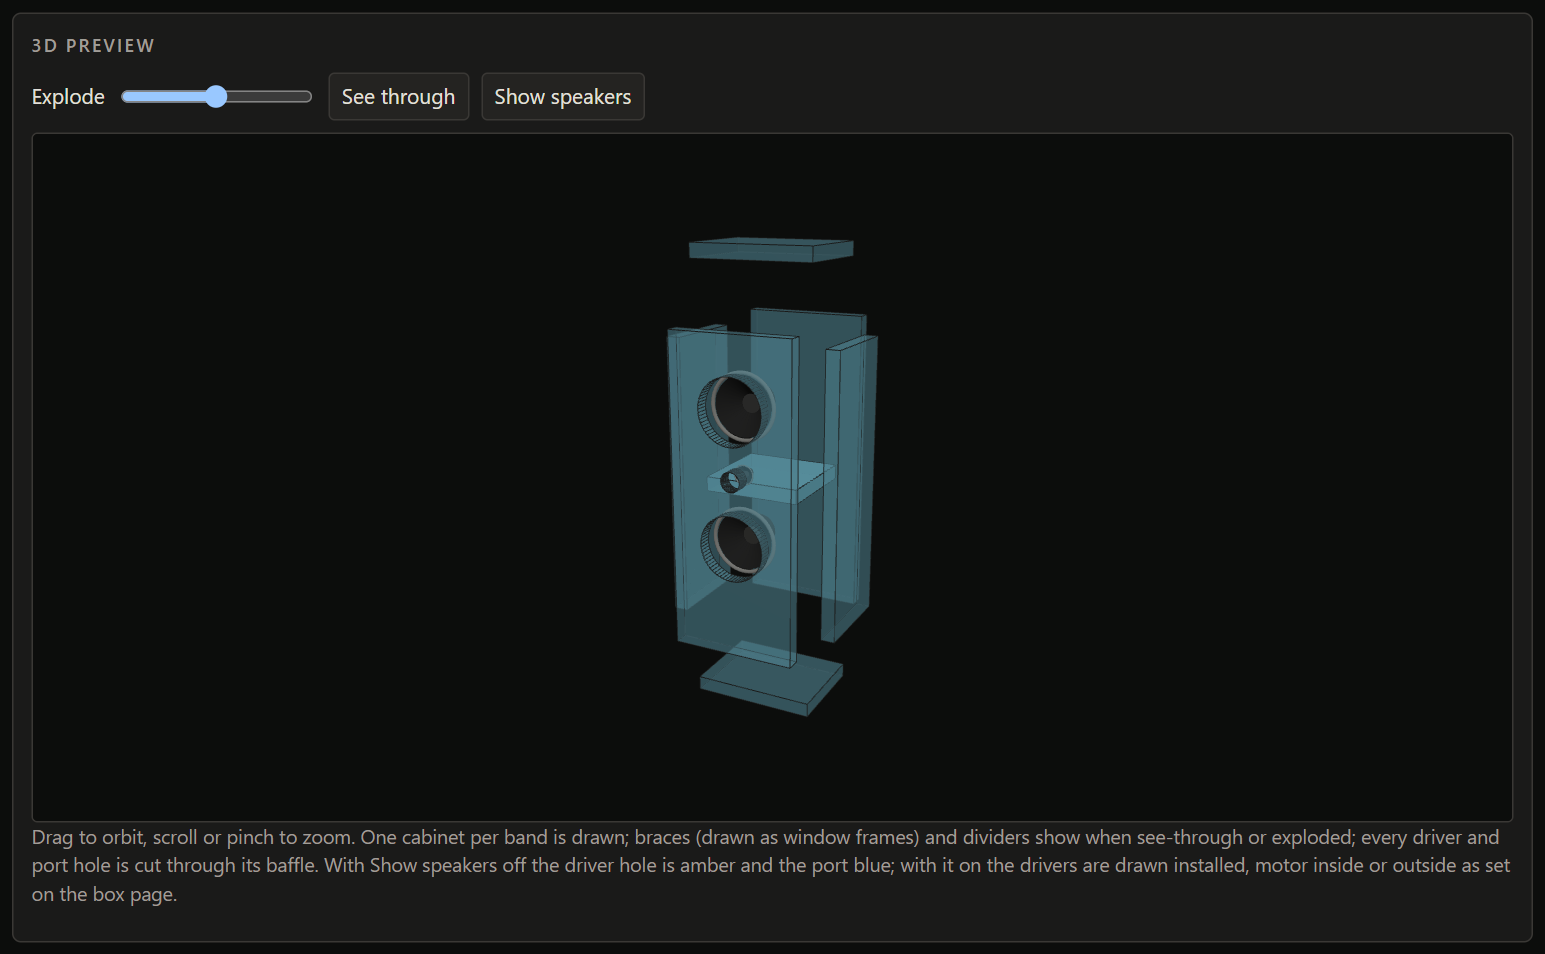 3D PREVIEW
Explode
See through
Show speakers
Drag to orbit, scroll or pinch to zoom. One cabinet per band is drawn; braces (drawn as window frames) and dividers show when see-through or exploded; every driver and
port hole is cut through its baffle. With Show speakers off the driver hole is amber and the port blue; with it on the drivers are drawn installed, motor inside or outside as set
on the box page.